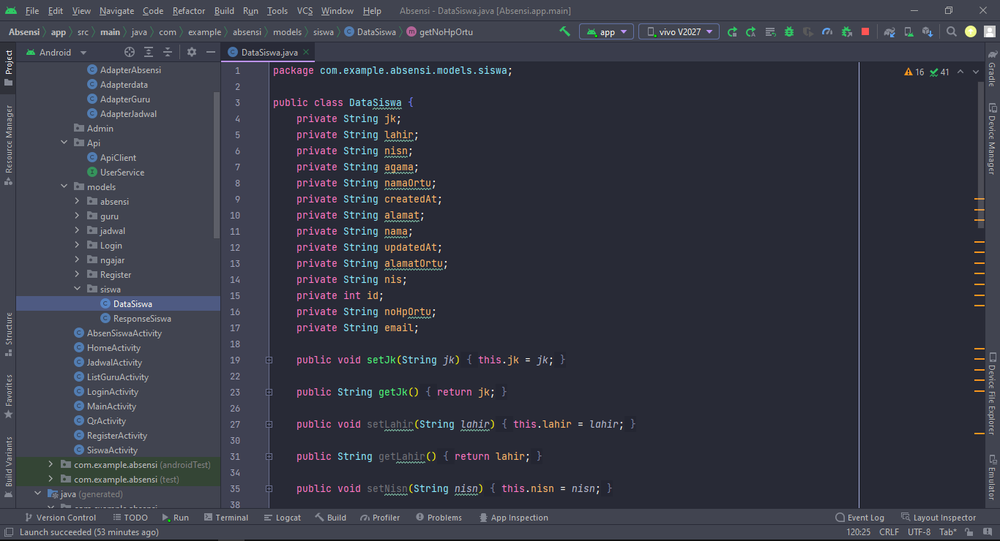 File Edit View Navigate Code Refactor Build Run Tools VCS Window Help Absensi - DataSiswa.java [Absensi.app.main]
Absensi app src main java com example absensi models siswa DataSiswa getNoHpOrtu app vivo V2027
Project
Resource Manager
Structure
Favorites
Build Variants
Android
AdapterAbsensi
Adapterdata
AdapterGuru
AdapterJadwal
Admin
Api
ApiClient
UserService
models
absensi
guru
jadwal
Login
ngajar
Register
siswa
DataSiswa
ResponseSiswa
AbsenSiswaActivity
HomeActivity
JadwalActivity
ListGuruActivity
LoginActivity
MainActivity
QrActivity
RegisterActivity
SiswaActivity
com.example.absensi (androidTest)
com.example.absensi (test)
java (generated)
com.example.absensi
DataSiswa.java
16 41
1 package com.example.absensi.models.siswa;
2
3 public class DataSiswa {
4 private String jk;
5 private String lahir;
6 private String nisn;
7 private String agama;
8 private String namaOrtu;
9 private String createdAt;
10 private String alamat;
11 private String nama;
12 private String updatedAt;
13 private String alamatOrtu;
14 private String nis;
15 private int id;
16 private String noHpOrtu;
17 private String email;
18
19 public void setJk(String jk) { this.jk = jk; }
22
23 public String getJk() { return jk; }
26
27 public void setLahir(String lahir) { this.lahir = lahir; }
30
31 public String getLahir() { return lahir; }
34
35 public void setNisn(String nisn) { this.nisn = nisn; }
38
Gradle
Device Manager
Device File Explorer
Emulator
Version Control TODO Run Terminal Logcat Build Profiler Problems App Inspection Event Log Layout Inspector
Launch succeeded (53 minutes ago) 120:25 CRLF UTF-8 Tab*